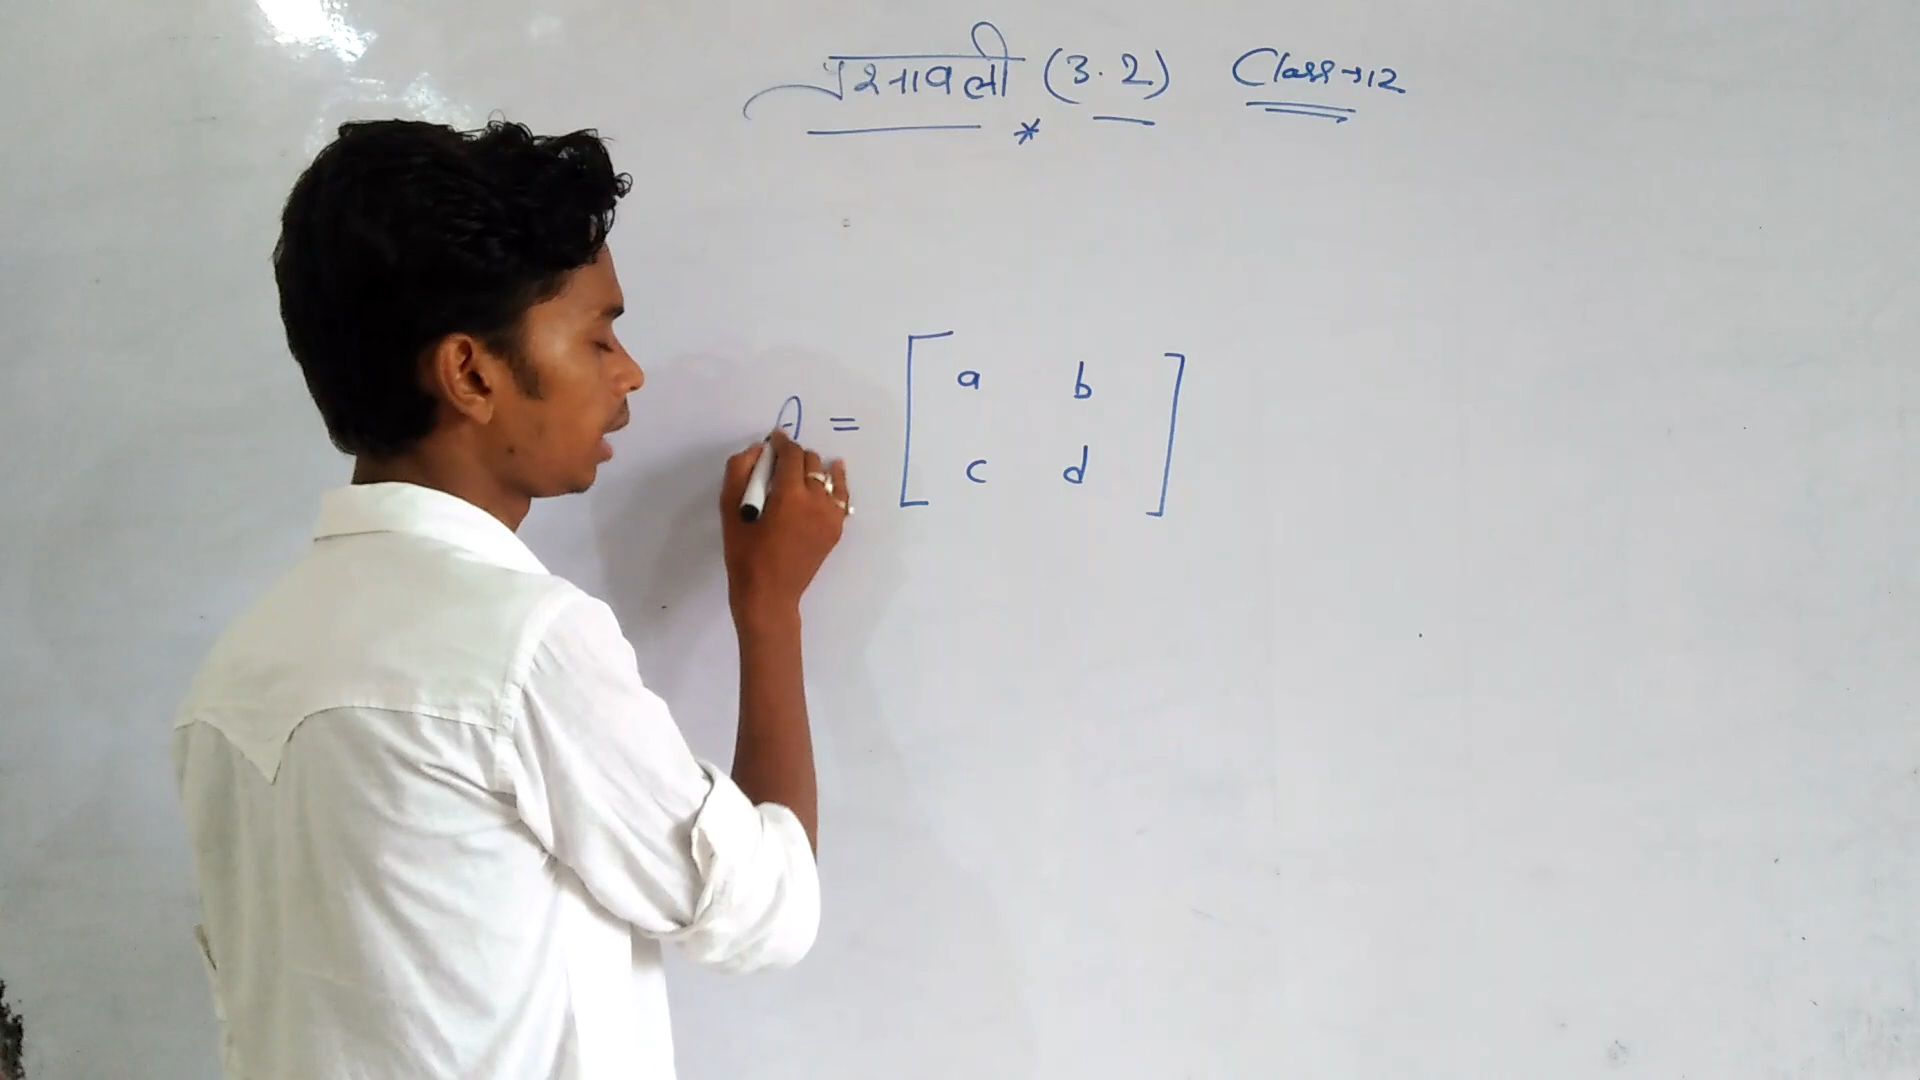 प्रश्नावली (3.2) Class → 12
*
A = [ a b
c d ]